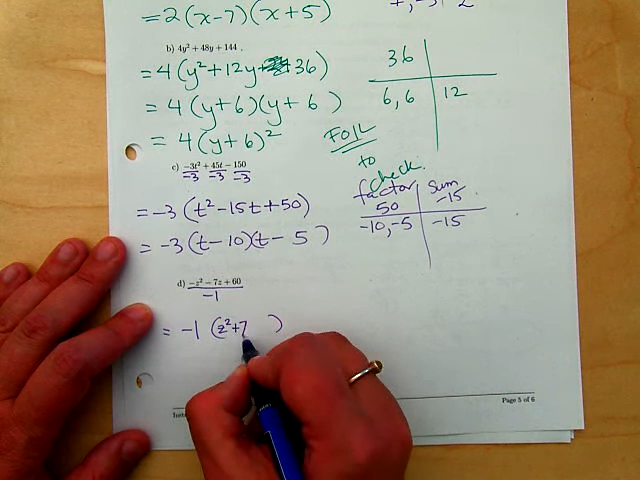 = 2 (x-7)(x+5)
b) 4y² + 48y + 144 .
= 4 (y² + 12y + 36)
36
= 4 (y+6)(y+6)
6, 6 | 12
= 4 (y+6)²
FOIL
to
check.
c) -3t² + 45t - 150
-3 -3 -3
factor | sum
50 | -15
= -3 (t² - 15t + 50)
-10, -5 | -15
= -3 (t - 10)(t - 5)
d) -z² - 7z + 60
-1
= -1 (z² + 7 )
Page 5 of 6